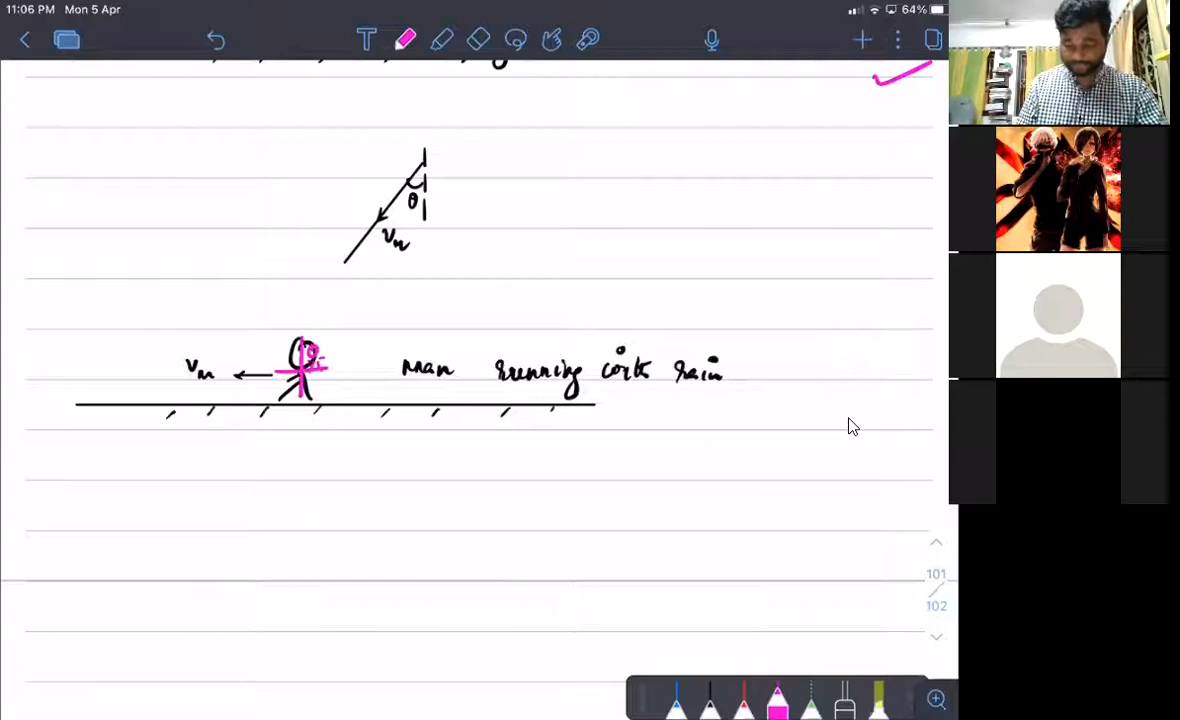 11:06 PM Mon 5 Apr
64%
θ
vᵣ
vₘ
man running with rain
101
102